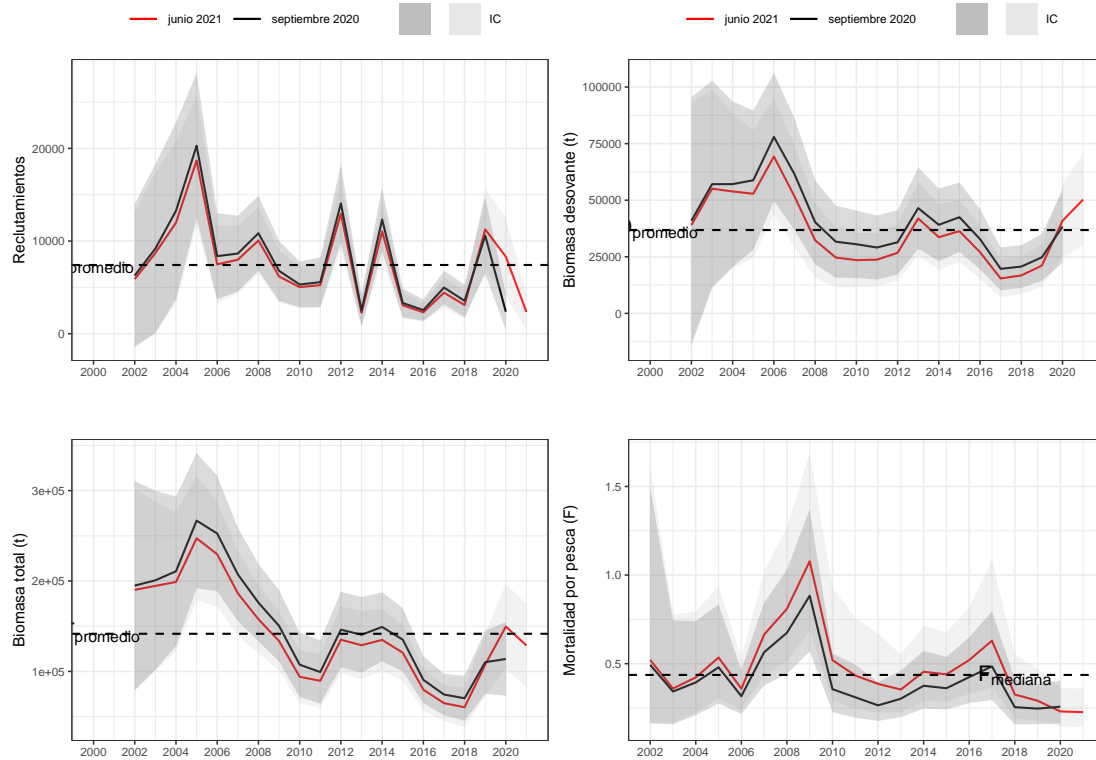 junio 2021 septiembre 2020 IC
junio 2021 septiembre 2020 IC
Reclutamientos
20000
10000
0
promedio
2000 2002 2004 2006 2008 2010 2012 2014 2016 2018 2020
Biomasa desovante (t)
100000
75000
50000
25000
0
promedio
2000 2002 2004 2006 2008 2010 2012 2014 2016 2018 2020
Biomasa total (t)
3e+05
2e+05
1e+05
promedio
2000 2002 2004 2006 2008 2010 2012 2014 2016 2018 2020
Mortalidad por pesca (F)
1.5
1.0
0.5
Fmediana
2002 2004 2006 2008 2010 2012 2014 2016 2018 2020